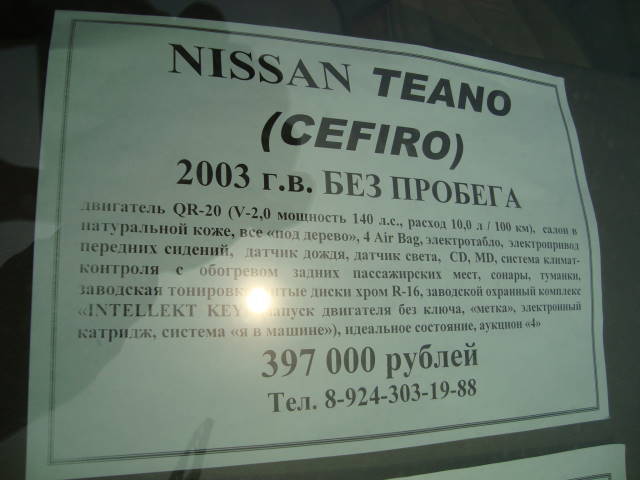 NISSAN TEANO
(CEFIRO)
2003 г.в. БЕЗ ПРОБЕГА
двигатель QR-20 (V-2,0 мощность 140 л.с., расход 10,0 л / 100 км), салон в
натуральной коже, все «под дерево», 4 Air Bag, электротабло, электропривод
передних сидений, датчик дождя, датчик света, CD, MD, система климат-
контроля с обогревом задних пассажирских мест, сонары, туманки,
заводская тонировка, литые диски хром R-16, заводской охранный комплекс
«INTELLEKT KEY» запуск двигателя без ключа, «метка», электронный
катридж, система «я в машине»), идеальное состояние, аукцион «4»
397 000 рублей
Тел. 8-924-303-19-88